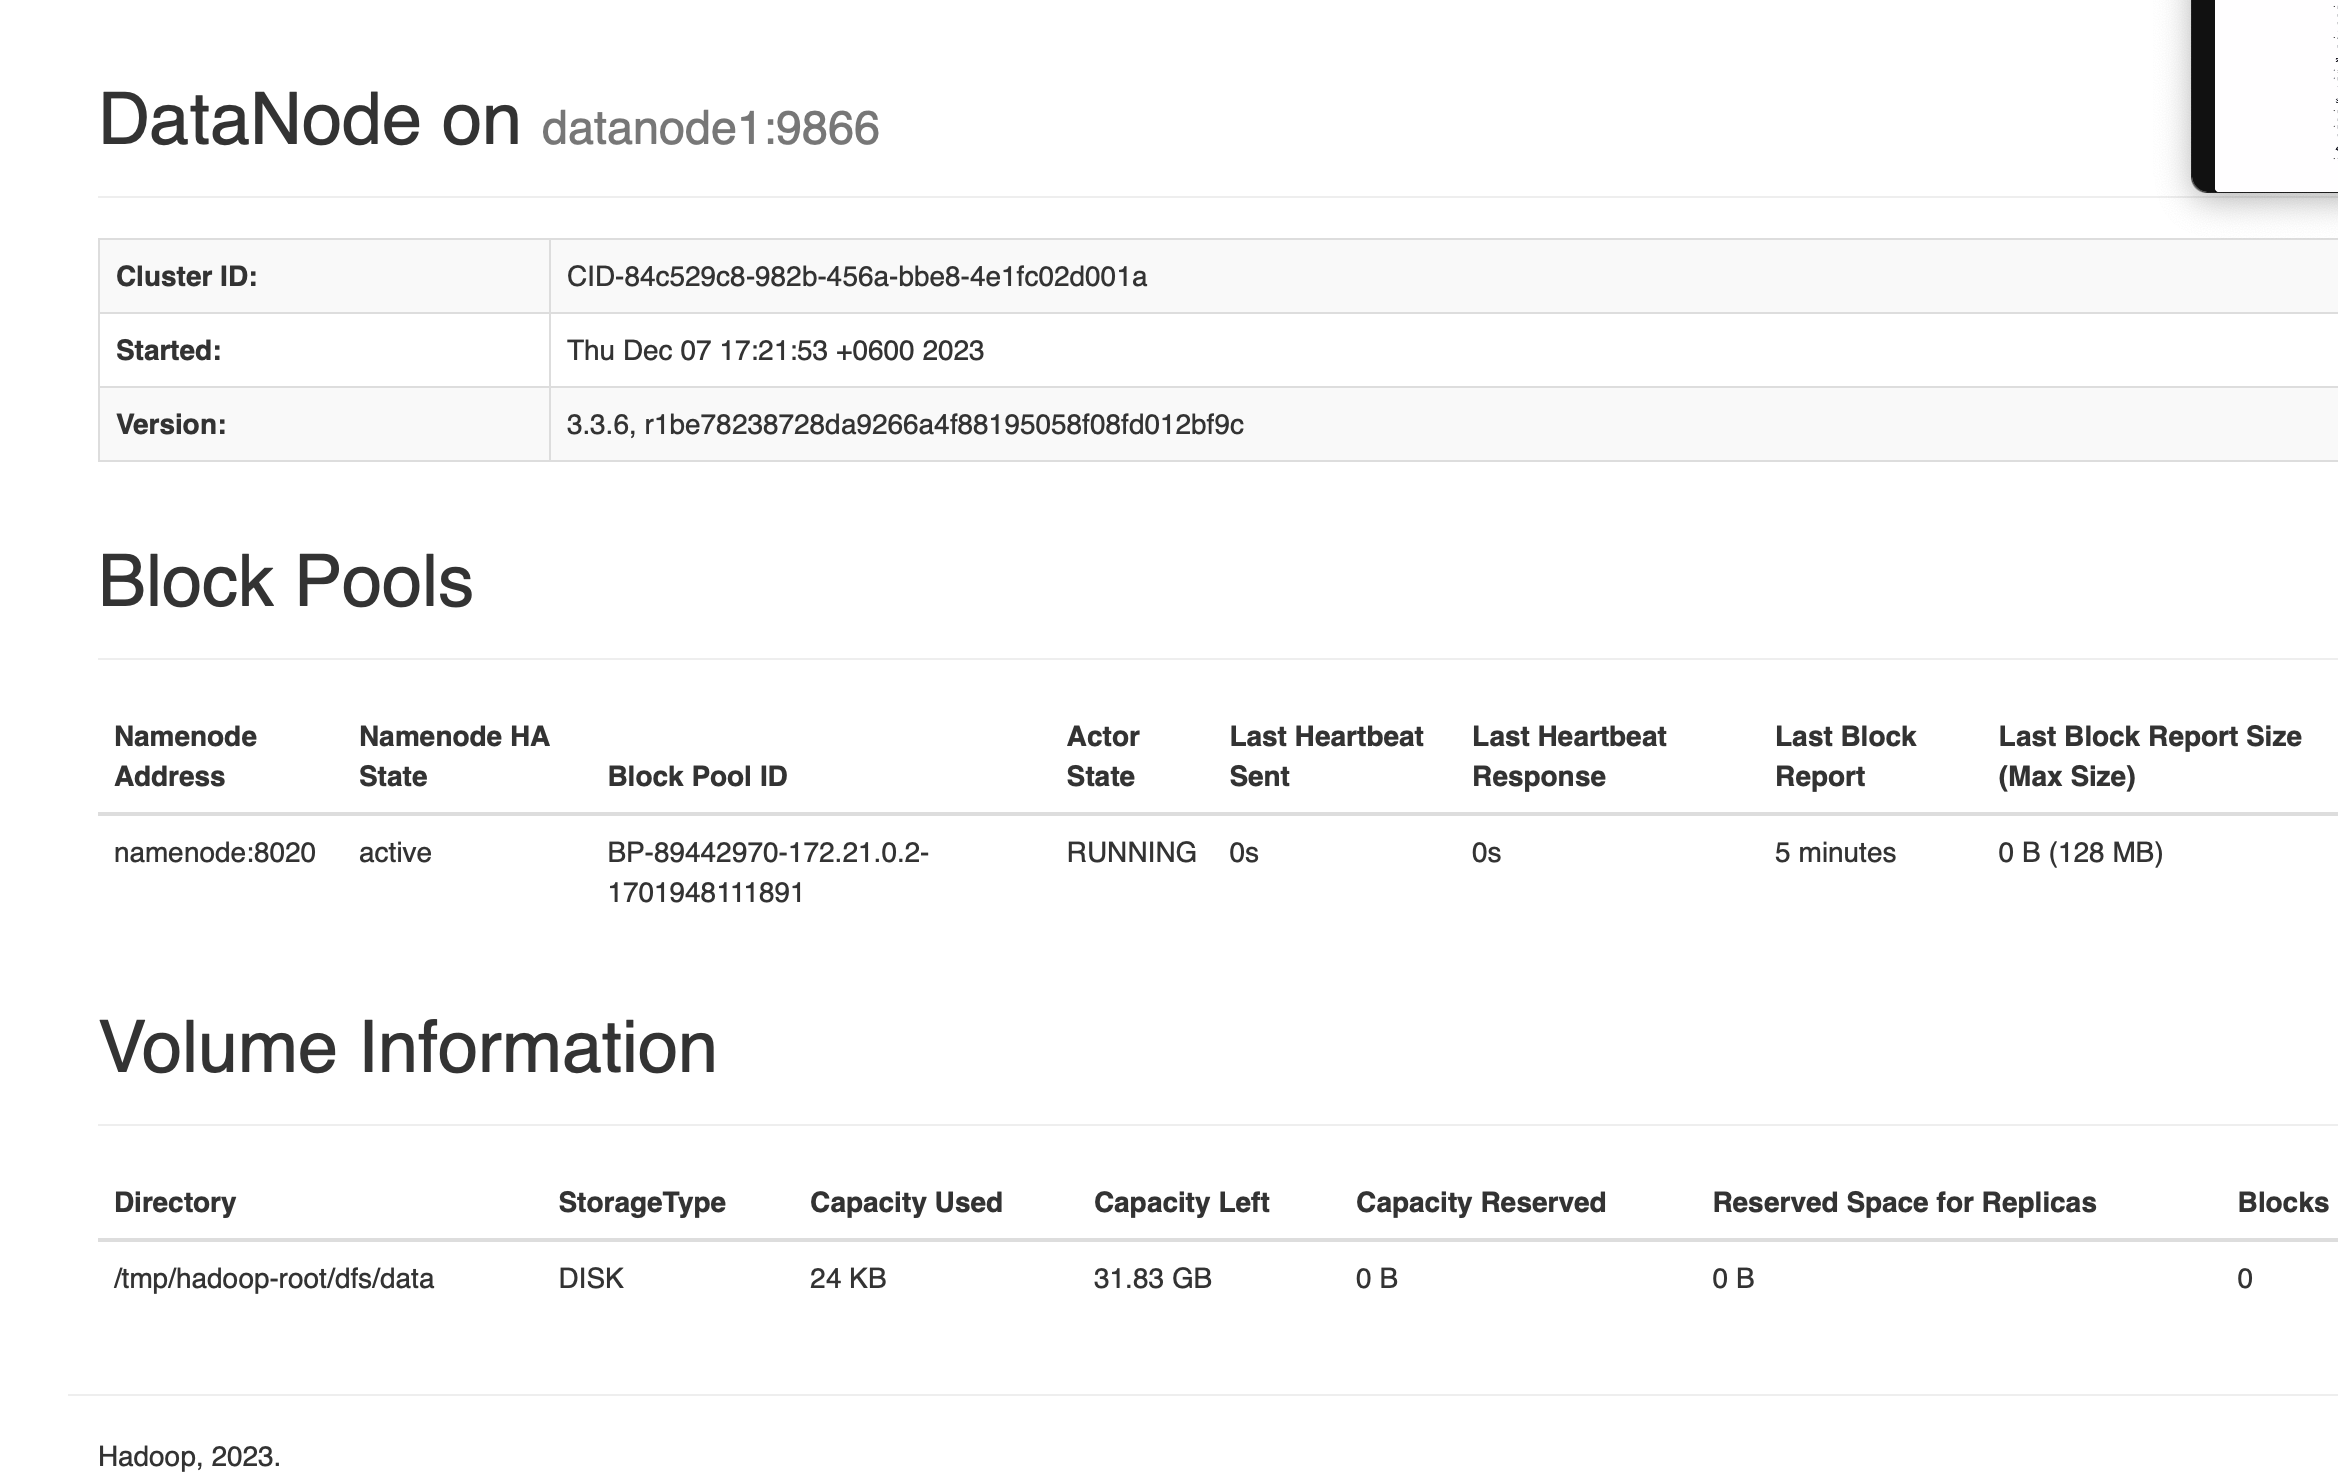 DataNode on datanode1:9866
Cluster ID: CID-84c529c8-982b-456a-bbe8-4e1fc02d001a
Started: Thu Dec 07 17:21:53 +0600 2023
Version: 3.3.6, r1be78238728da9266a4f88195058f08fd012bf9c
Block Pools
Namenode Address Namenode HA State Block Pool ID Actor State Last Heartbeat Sent Last Heartbeat Response Last Block Report Last Block Report Size (Max Size)
namenode:8020 active BP-89442970-172.21.0.2- RUNNING 0s 0s 5 minutes 0 B (128 MB)
1701948111891
Volume Information
Directory StorageType Capacity Used Capacity Left Capacity Reserved Reserved Space for Replicas Blocks
/tmp/hadoop-root/dfs/data DISK 24 KB 31.83 GB 0 B 0 B 0
Hadoop, 2023.